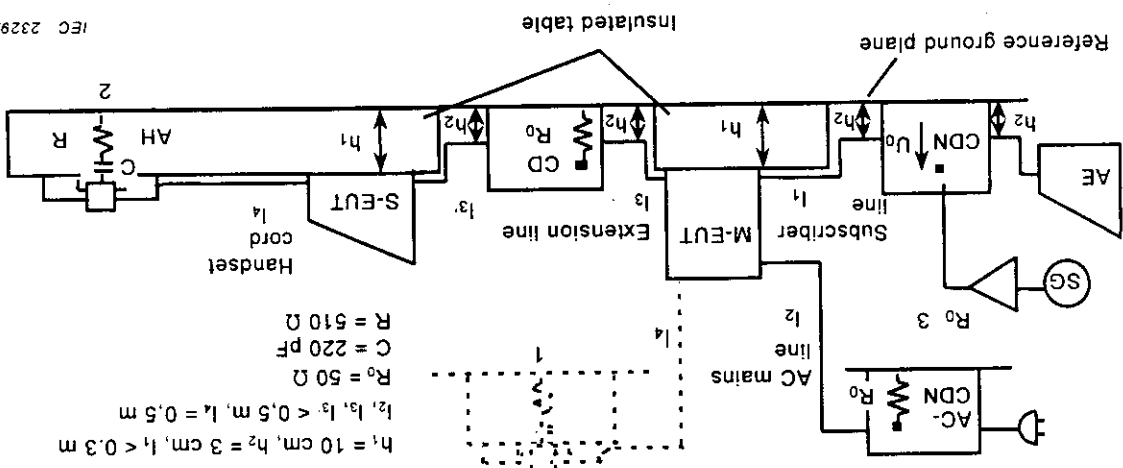 h₁ = 10 cm, h₂ = 3 cm, l₁ < 0.3 m
l₂, l₃, l₃' < 0,5 m, l₄ = 0,5 m
R₀ = 50 Ω
C = 220 pF
R = 510 Ω
AC-
CDN
R₀
AC mains
line
l₂
1
l₄
SG
R₀ 3
Subscriber
line
l₁
M-EUT
Extension line
l₃
l₃'
S-EUT
Handset
cord
l₄
AE
CDN
U₀
h₂
h₂
h₁
h₂
CD
R₀
h₂
h₁
AH
C
R
2
Reference ground plane
Insulated table
IEC 2329